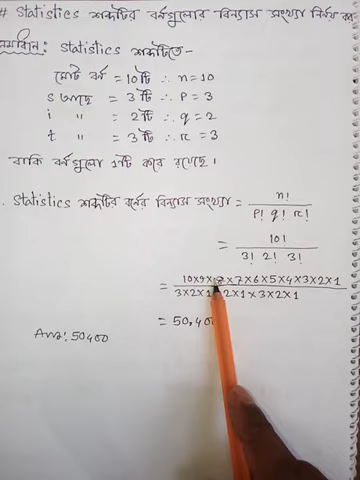 # Statistics শব্দটির বর্ণগুলোর বিন্যাস সংখ্যা নির্ণয় কর
সমাধান: Statistics শব্দটিতে-
মোট বর্ণ = 10টি ∴ n=10
s আছে = 3টি ∴ P = 3
i " = 2টি ∴ q = 2
t " = 3টি ∴ r = 3
বাকি বর্ণগুলো 1টি করে রয়েছে।
. Statistics শব্দটির বর্ণের বিন্যাস সংখ্যা = n! / P! q! r!
= 10! / 3! 2! 3!
= 10×9×8×7×6×5×4×3×2×1 / 3×2×1 2×1×3×2×1
= 50,400
Ans: 50400